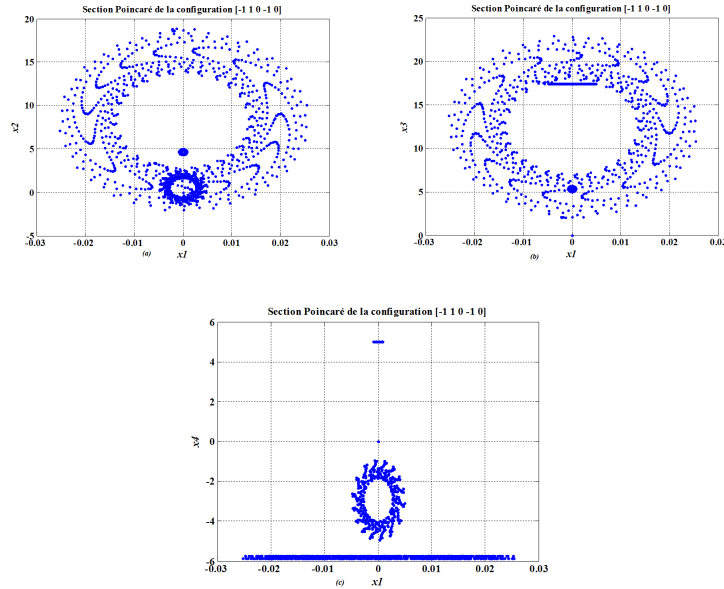 Section Poincaré de la configuration [-1 1 0 -1 0]
20
15
10
5
0
-5
x2
-0.03 -0.02 -0.01 0 0.01 0.02 0.03
(a) x1
Section Poincaré de la configuration [-1 1 0 -1 0]
25
20
15
10
5
0
x3
-0.03 -0.02 -0.01 0 0.01 0.02 0.03
(b) x1
Section Poincaré de la configuration [-1 1 0 -1 0]
6
4
2
0
-2
-4
-6
x4
-0.03 -0.02 -0.01 0 0.01 0.02 0.03
(c) x1